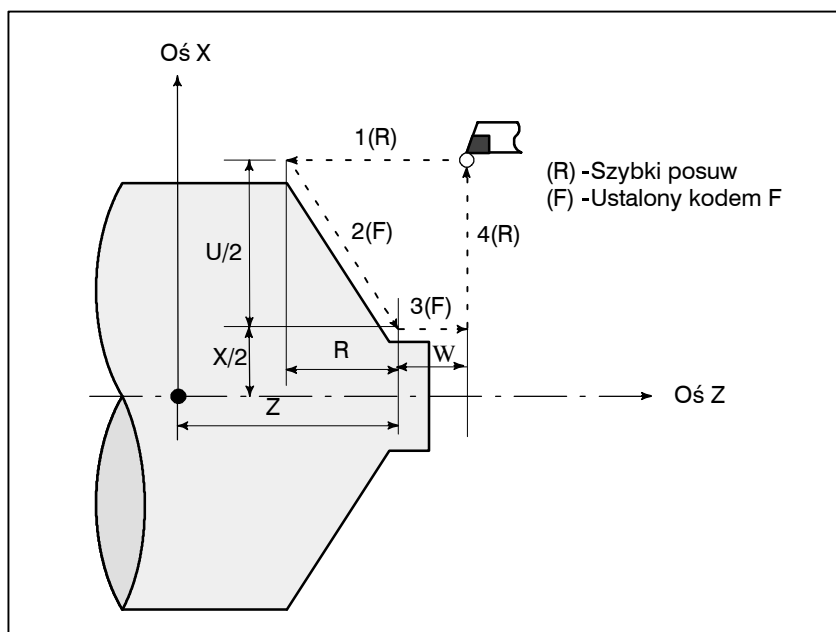 Oś X
1(R)
(R) -Szybki posuw
(F) -Ustalony kodem F
2(F)
4(R)
U/2
3(F)
X/2
R
W
Z
Oś Z